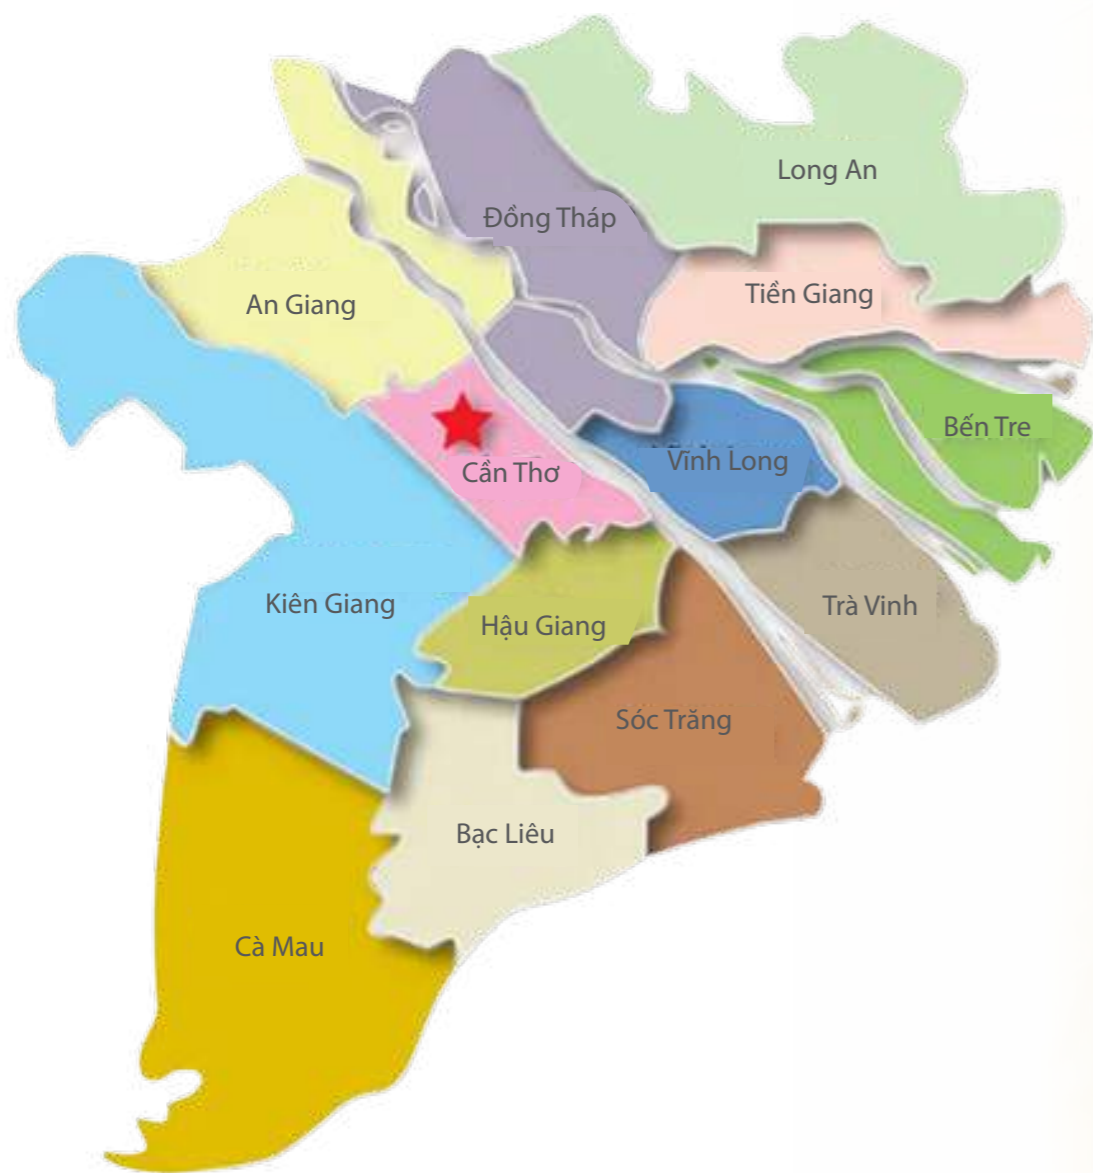 Long An
Đồng Tháp
Tiền Giang
An Giang
Bến Tre
Vĩnh Long
Cần Thơ
Kiên Giang
Trà Vinh
Hậu Giang
Sóc Trăng
Bạc Liêu
Cà Mau